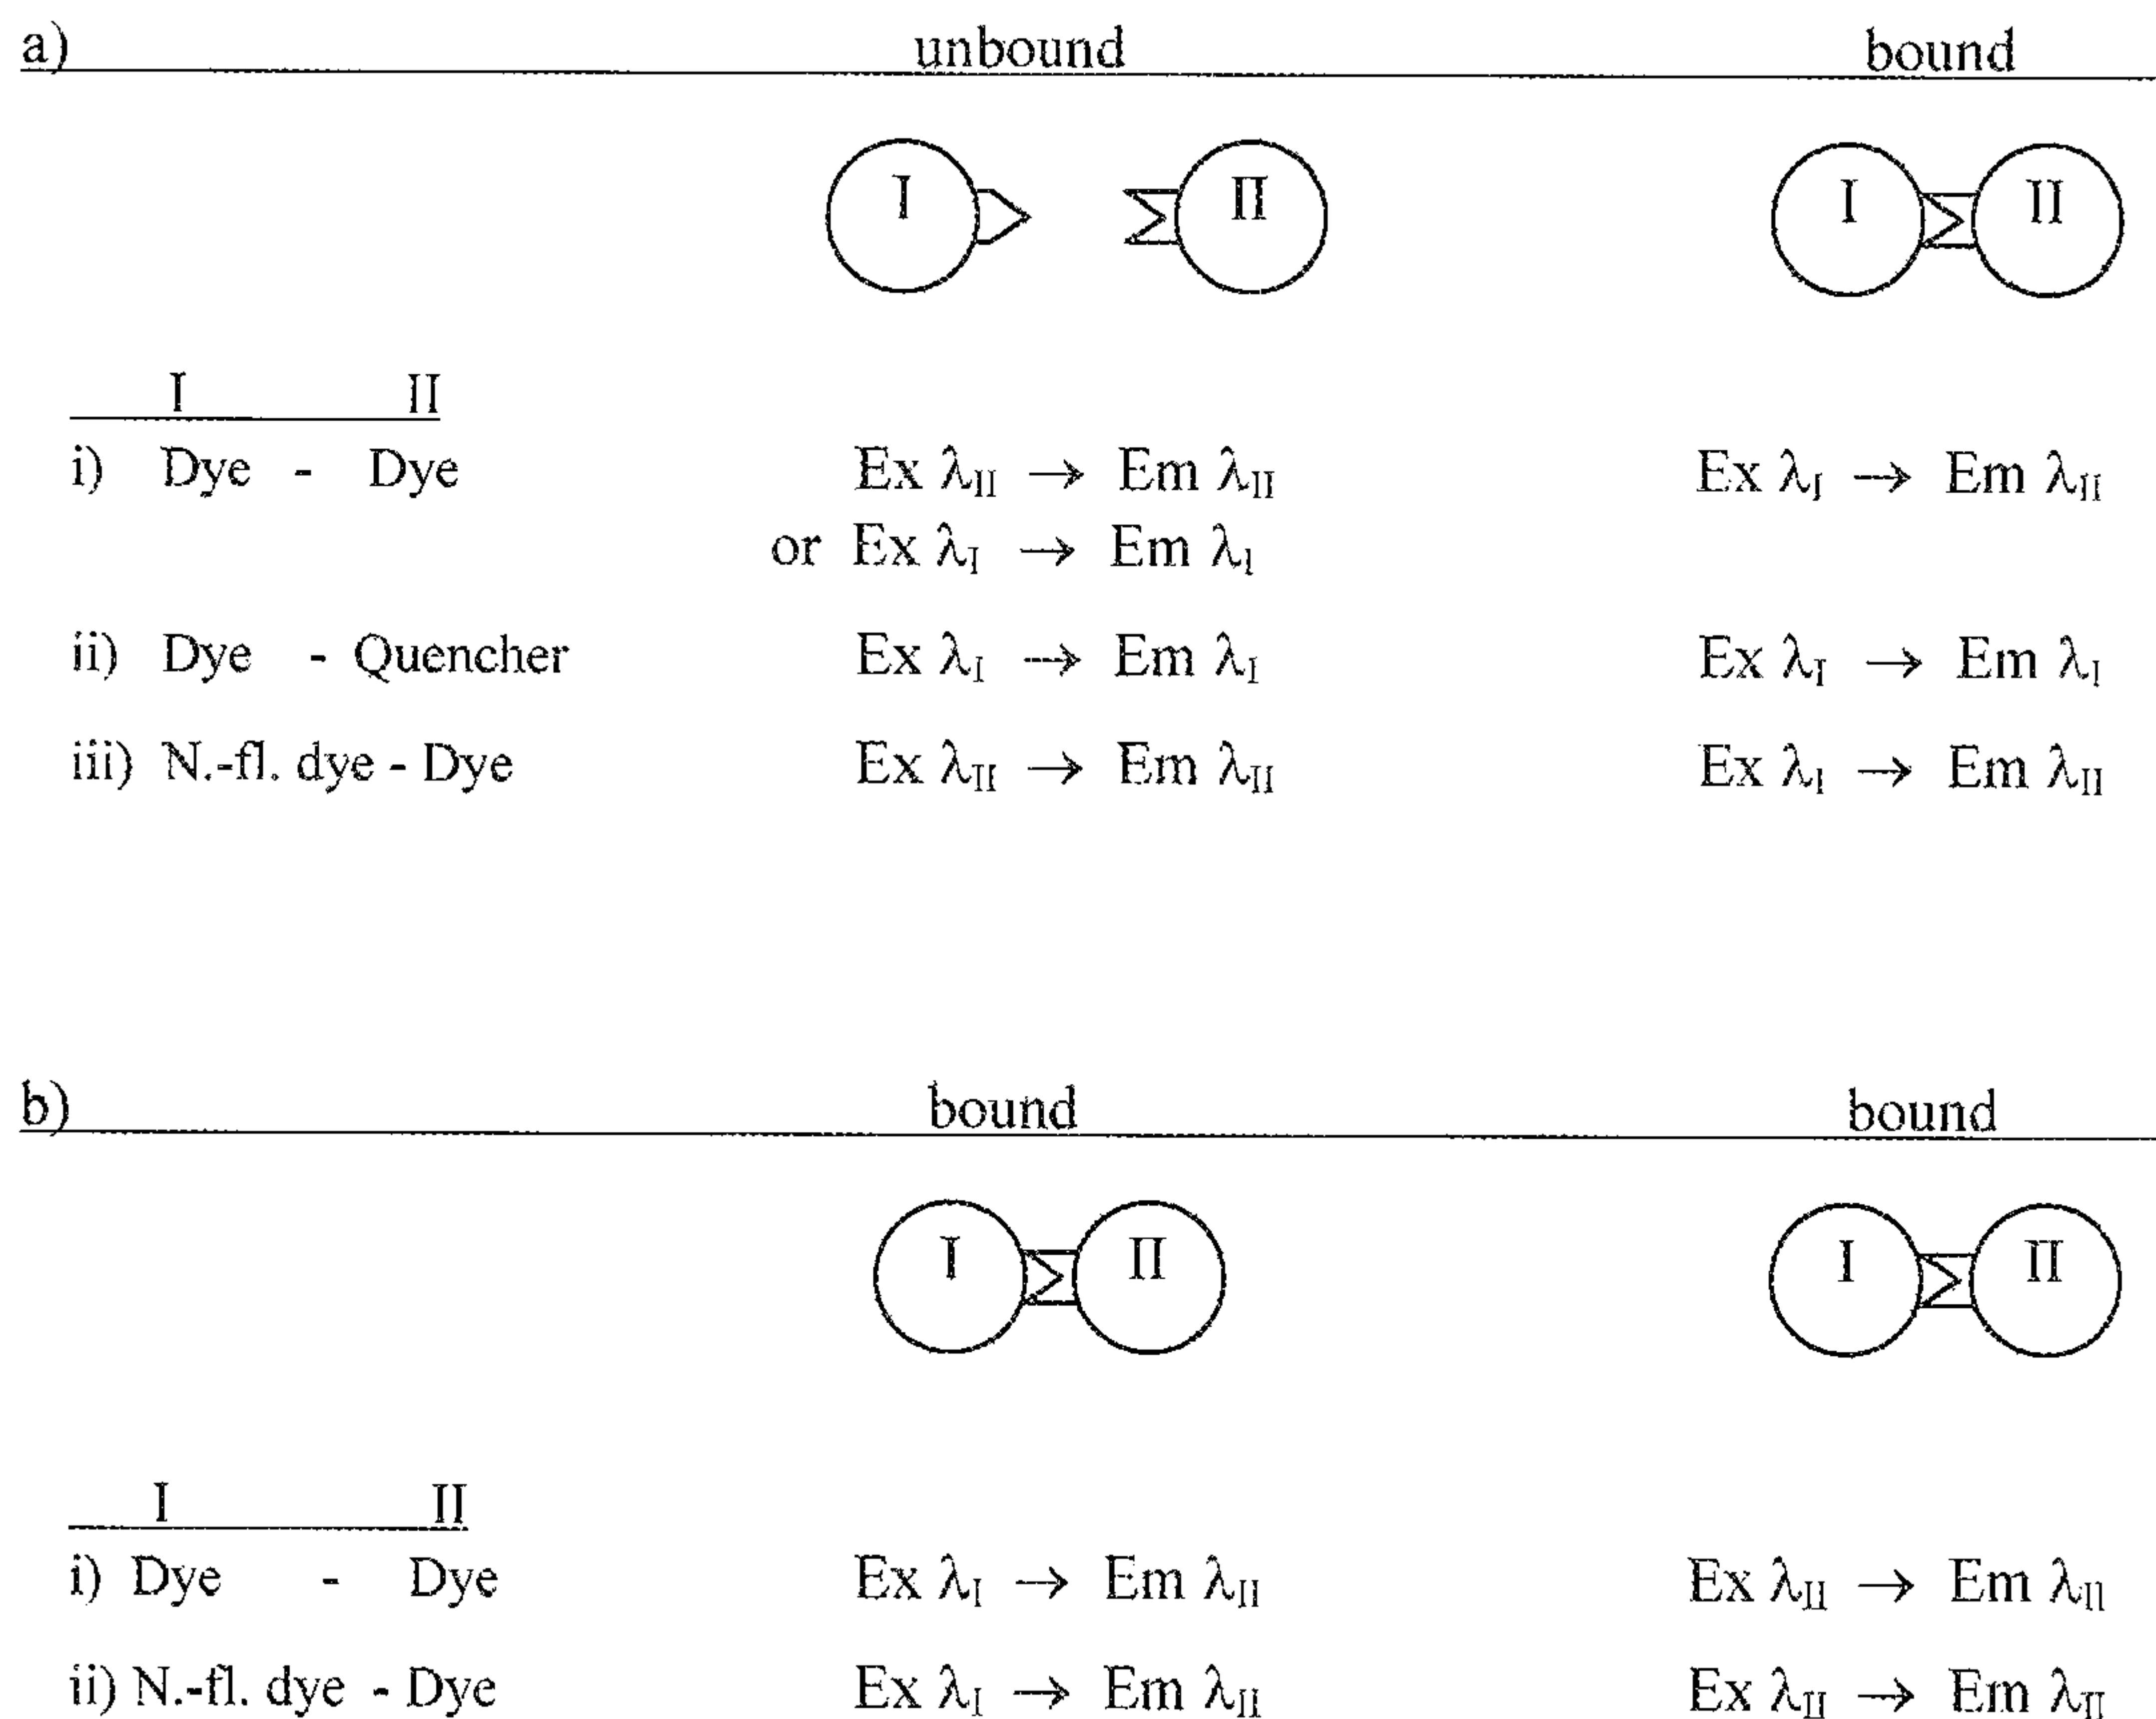 a) unbound bound
I II I II
I II
i) Dye - Dye Ex λII → Em λII Ex λI → Em λII
or Ex λI → Em λI
ii) Dye - Quencher Ex λI → Em λI Ex λI → Em λI
iii) N.-fl. dye - Dye Ex λII → Em λII Ex λI → Em λII
b) bound bound
I II I II
I II
i) Dye - Dye Ex λI → Em λII Ex λII → Em λII
ii) N.-fl. dye - Dye Ex λI → Em λII Ex λII → Em λII